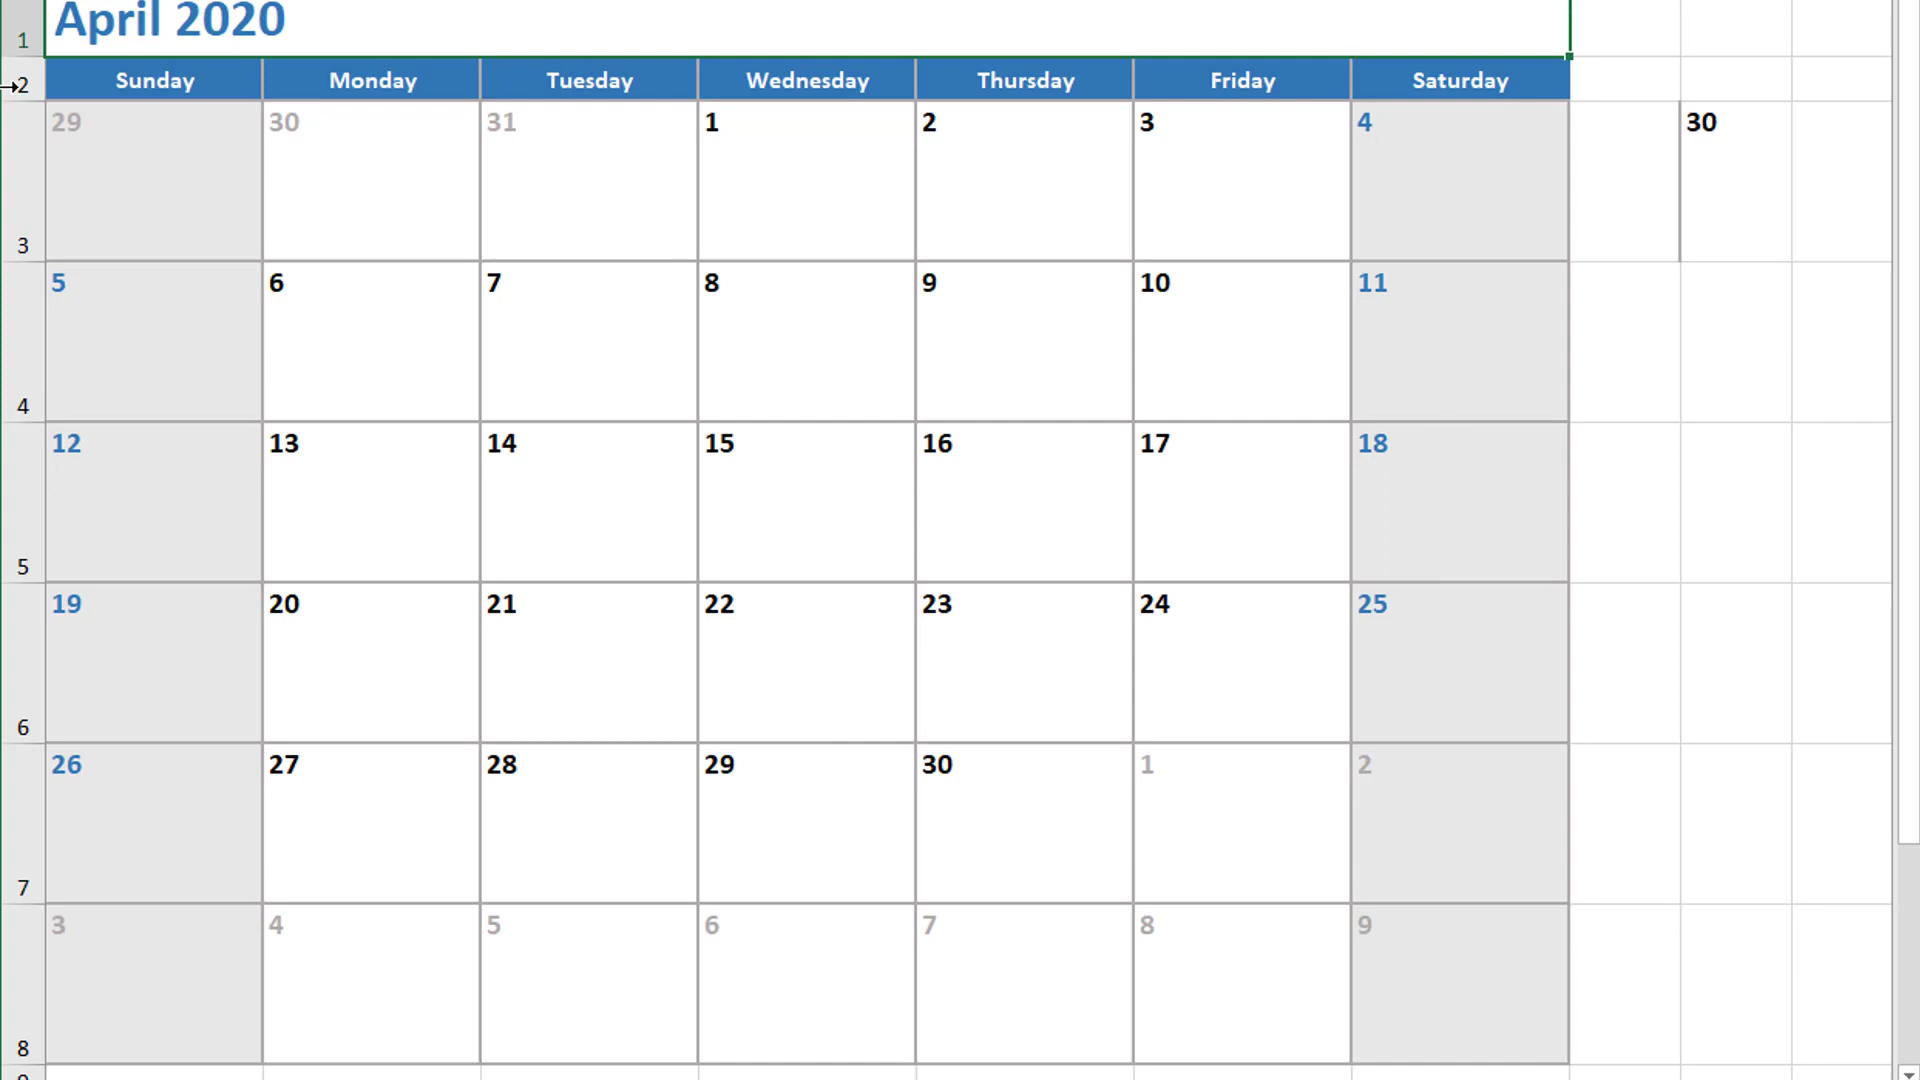 April 2020
1
2 Sunday Monday Tuesday Wednesday Thursday Friday Saturday
29 30 31 1 2 3 4 30
3
5 6 7 8 9 10 11
4
12 13 14 15 16 17 18
5
19 20 21 22 23 24 25
6
26 27 28 29 30 1 2
7
3 4 5 6 7 8 9
8